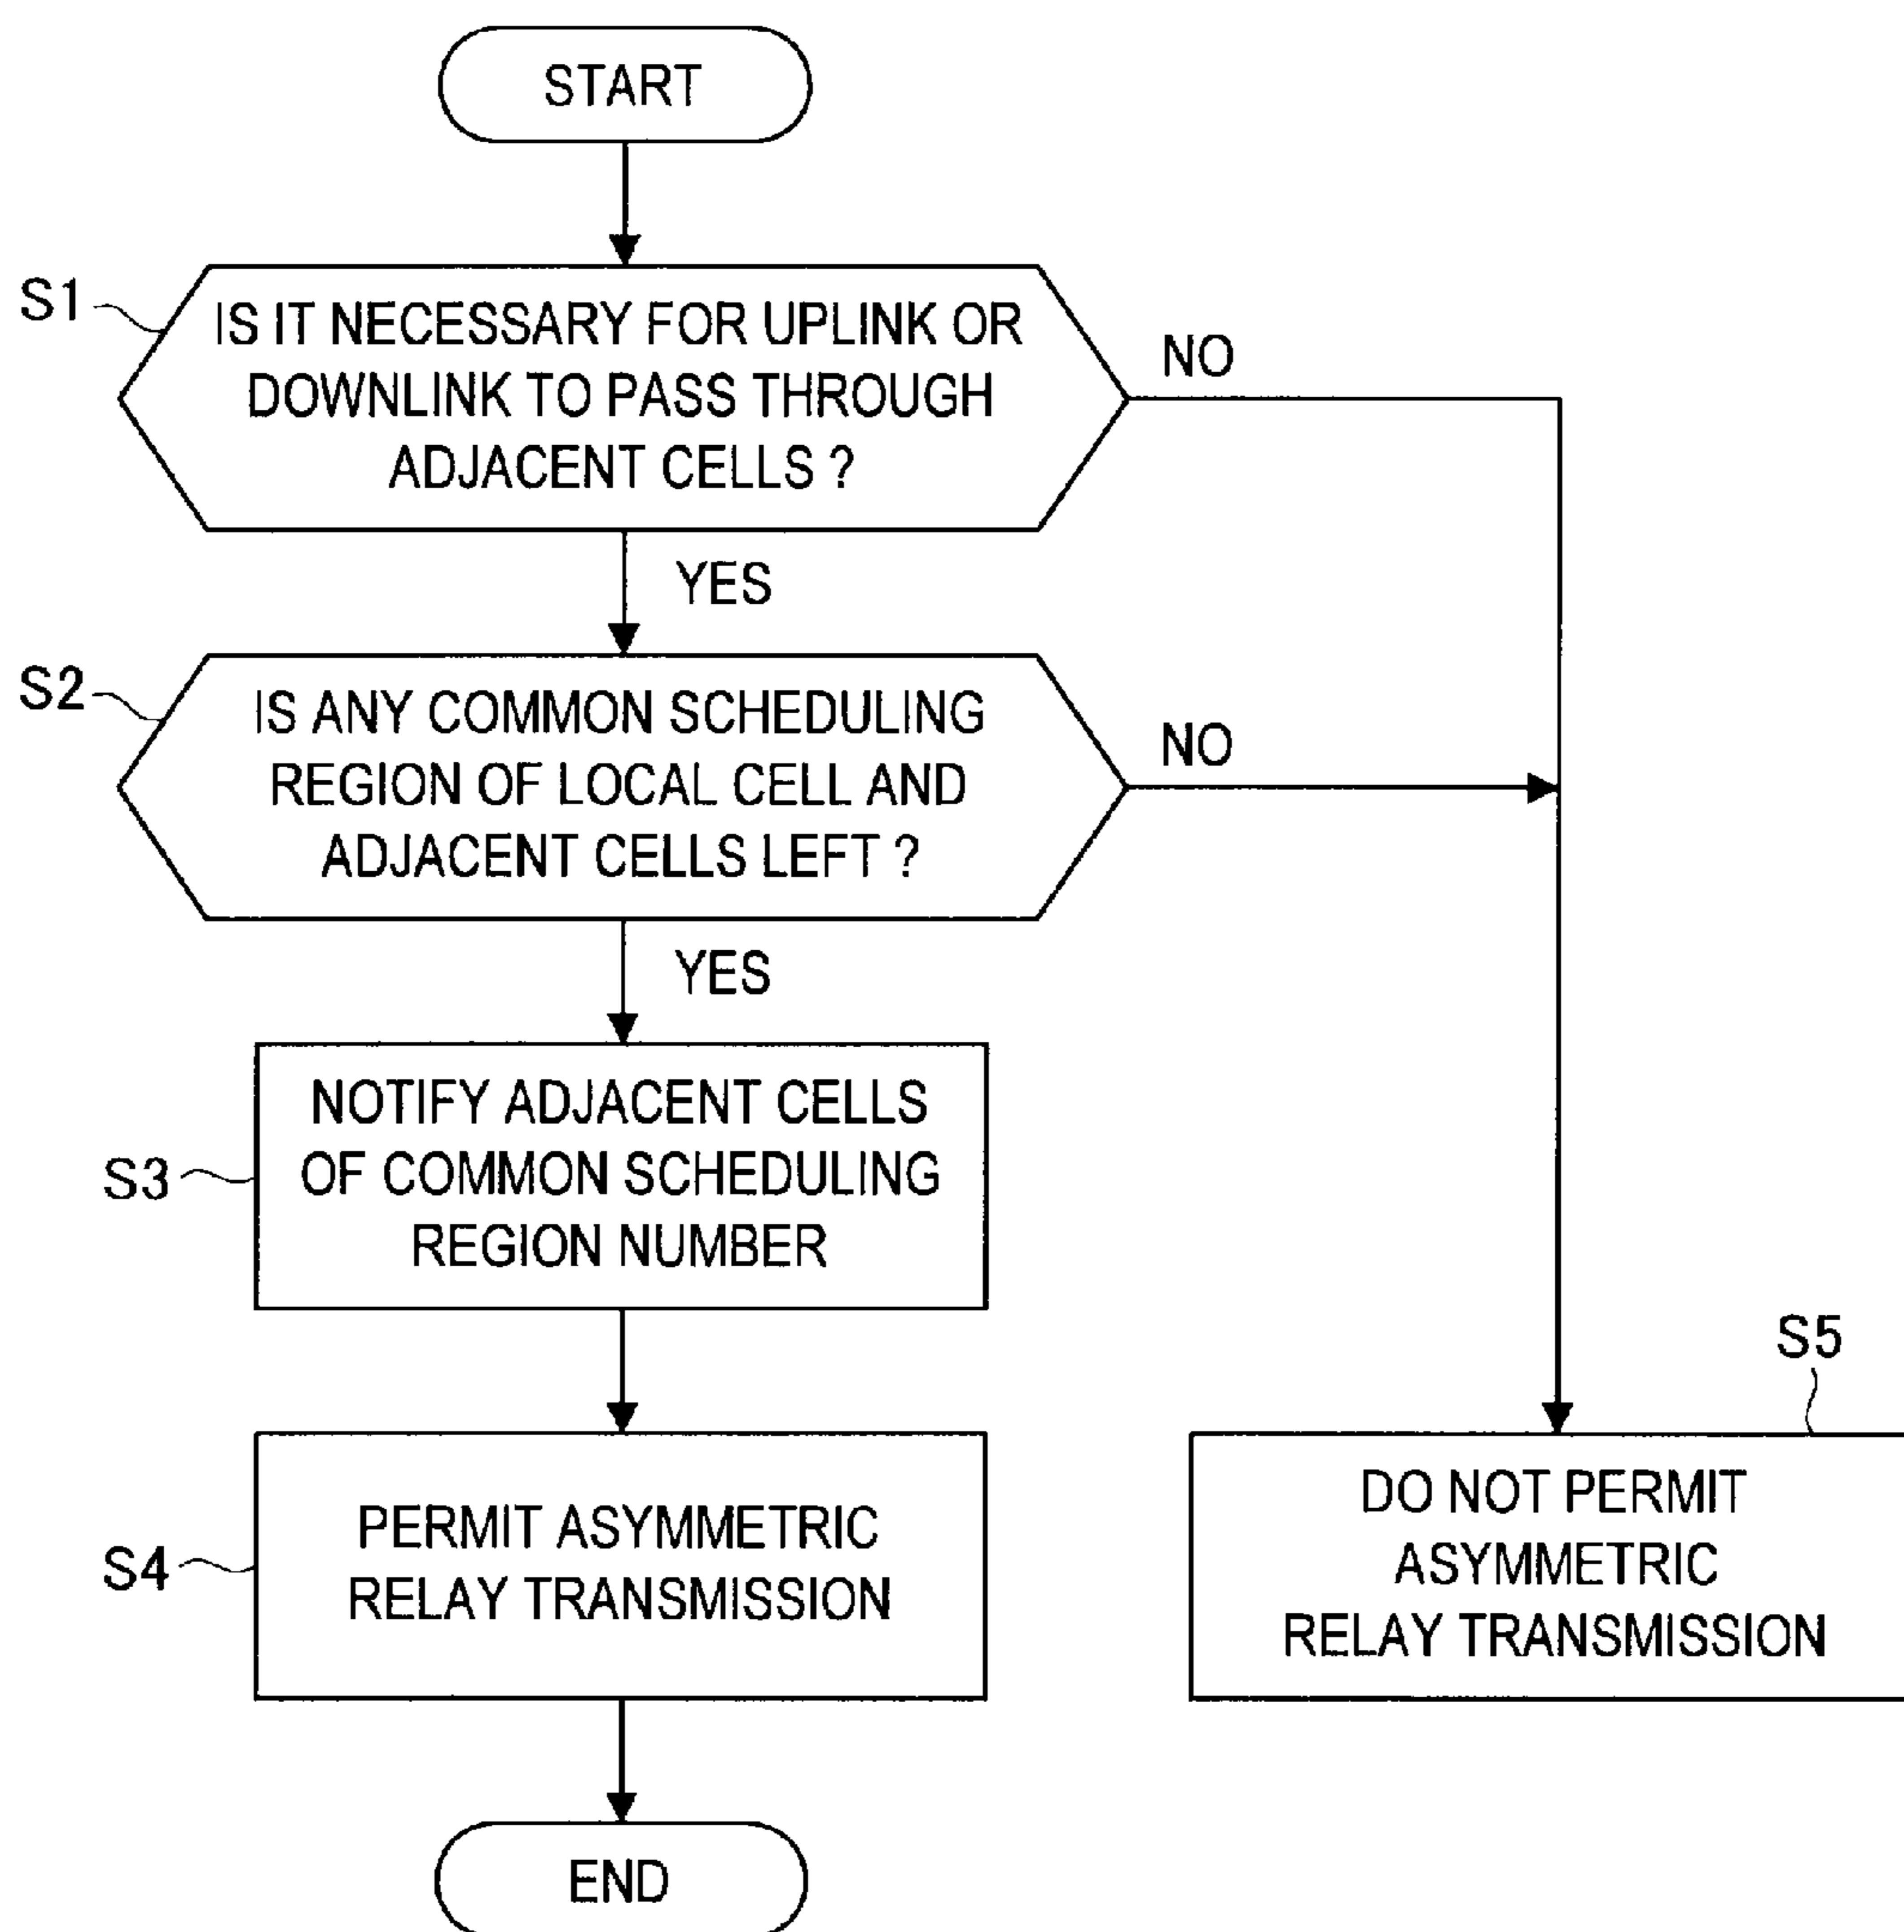 START
S1
IS IT NECESSARY FOR UPLINK OR
DOWNLINK TO PASS THROUGH
ADJACENT CELLS ?
NO
YES
S2
IS ANY COMMON SCHEDULING
REGION OF LOCAL CELL AND
ADJACENT CELLS LEFT ?
NO
YES
S3
NOTIFY ADJACENT CELLS
OF COMMON SCHEDULING
REGION NUMBER
S4
PERMIT ASYMMETRIC
RELAY TRANSMISSION
S5
DO NOT PERMIT
ASYMMETRIC
RELAY TRANSMISSION
END